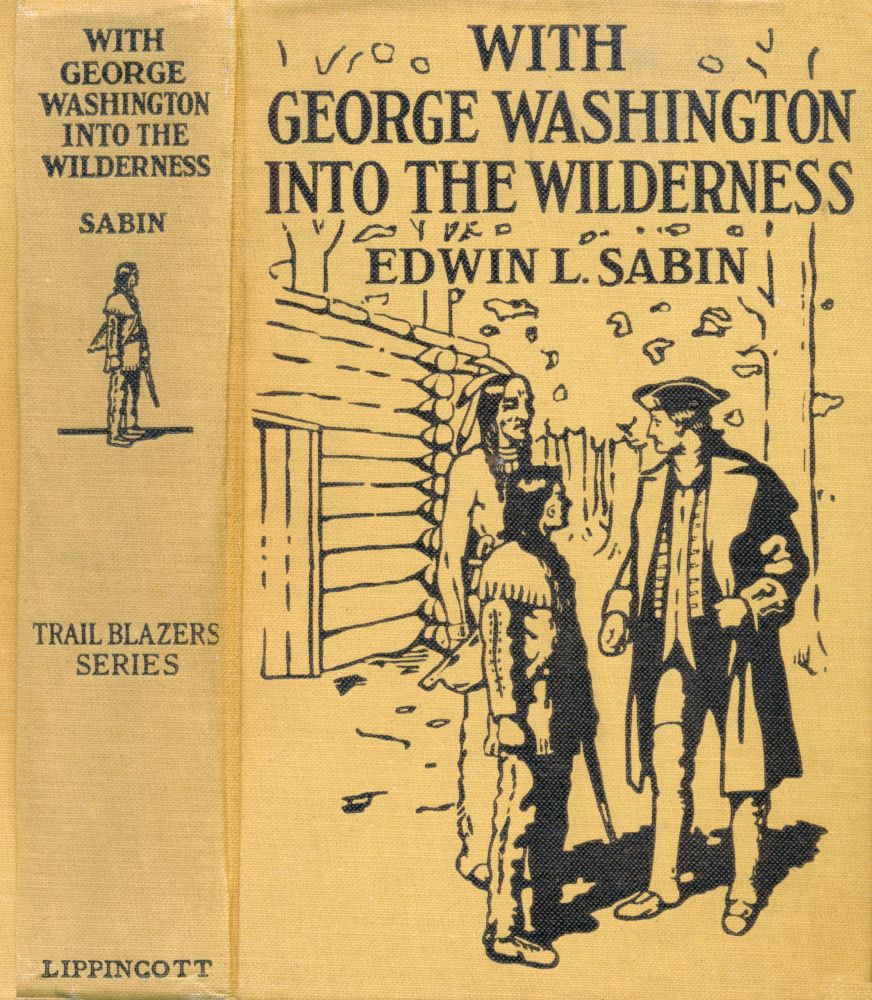 WITH
GEORGE
WASHINGTON
INTO THE
WILDERNESS
SABIN
TRAIL BLAZERS
SERIES
LIPPINCOTT
WITH
GEORGE WASHINGTON
INTO THE WILDERNESS
EDWIN L. SABIN